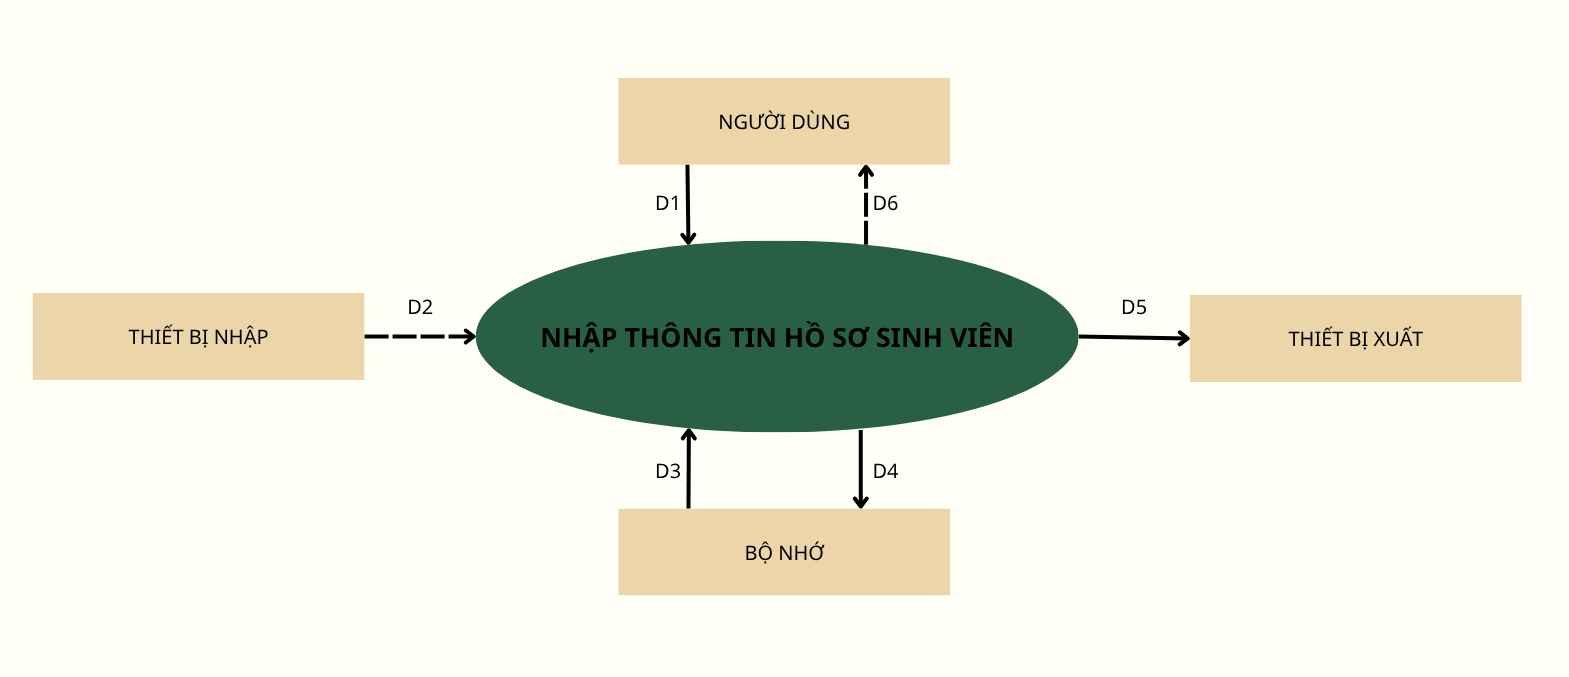 NGƯỜI DÙNG
D1
D6
D2
D5
THIẾT BỊ NHẬP
NHẬP THÔNG TIN HỒ SƠ SINH VIÊN
THIẾT BỊ XUẤT
D3
D4
BỘ NHỚ